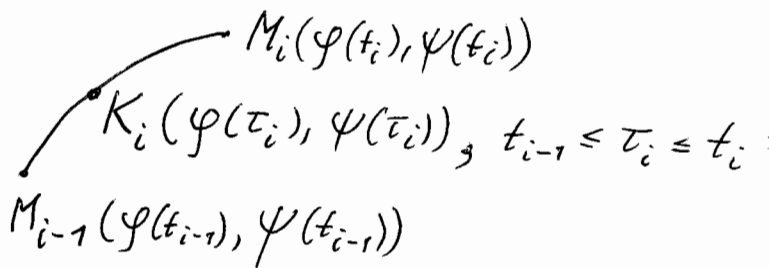 M_i(φ(t_i), ψ(t_i))
K_i(φ(τ_i), ψ(τ_i)), t_{i-1} ≤ τ_i ≤ t_i
M_{i-1}(φ(t_{i-1}), ψ(t_{i-1}))